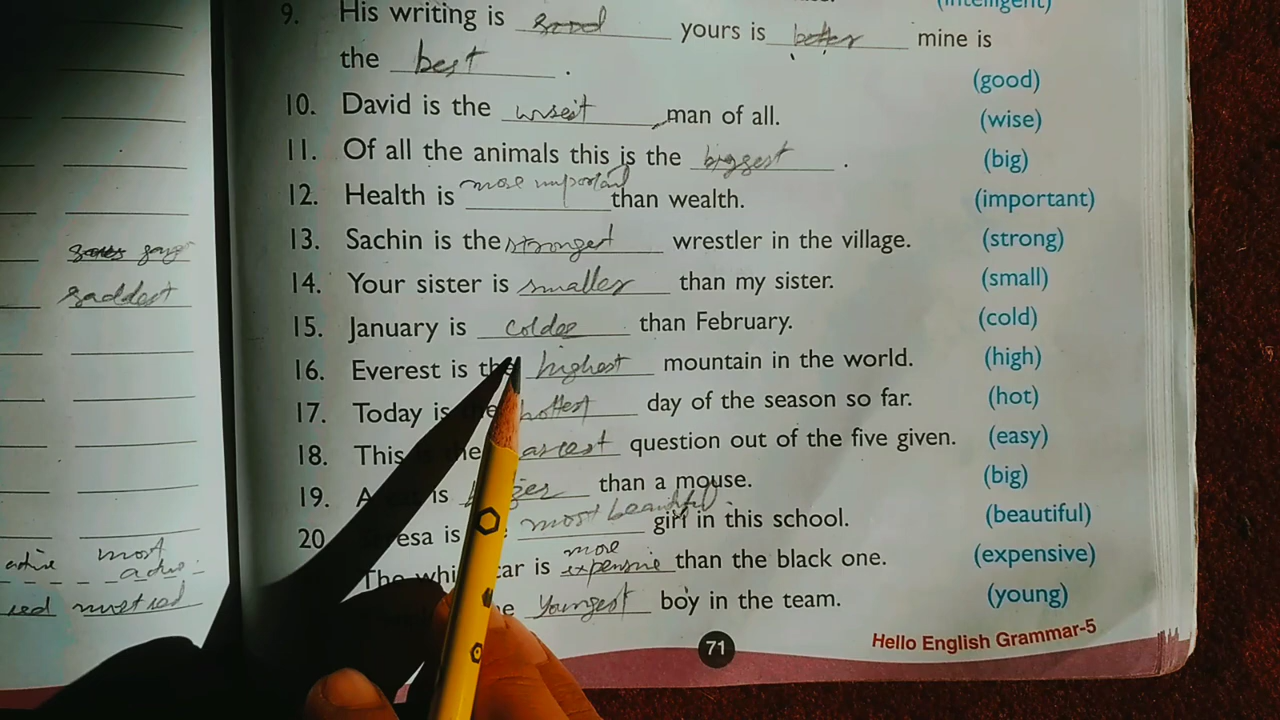 (intelligent)
9. His writing is good yours is better mine is
the best .
(good)
10. David is the wisest man of all. (wise)
11. Of all the animals this is the biggest . (big)
12. Health is more important than wealth. (important)
13. Sachin is the strongest wrestler in the village. (strong)
14. Your sister is smaller than my sister. (small)
15. January is colder than February. (cold)
16. Everest is the highest mountain in the world. (high)
17. Today is the hottest day of the season so far. (hot)
18. This question out of the five given. (easy)
19. is than a mouse. (big)
20 is most beautiful girl in this school. (beautiful)
The car is more expensive than the black one. (expensive)
youngest boy in the team. (young)
Hello English Grammar-5
71
saddest
most